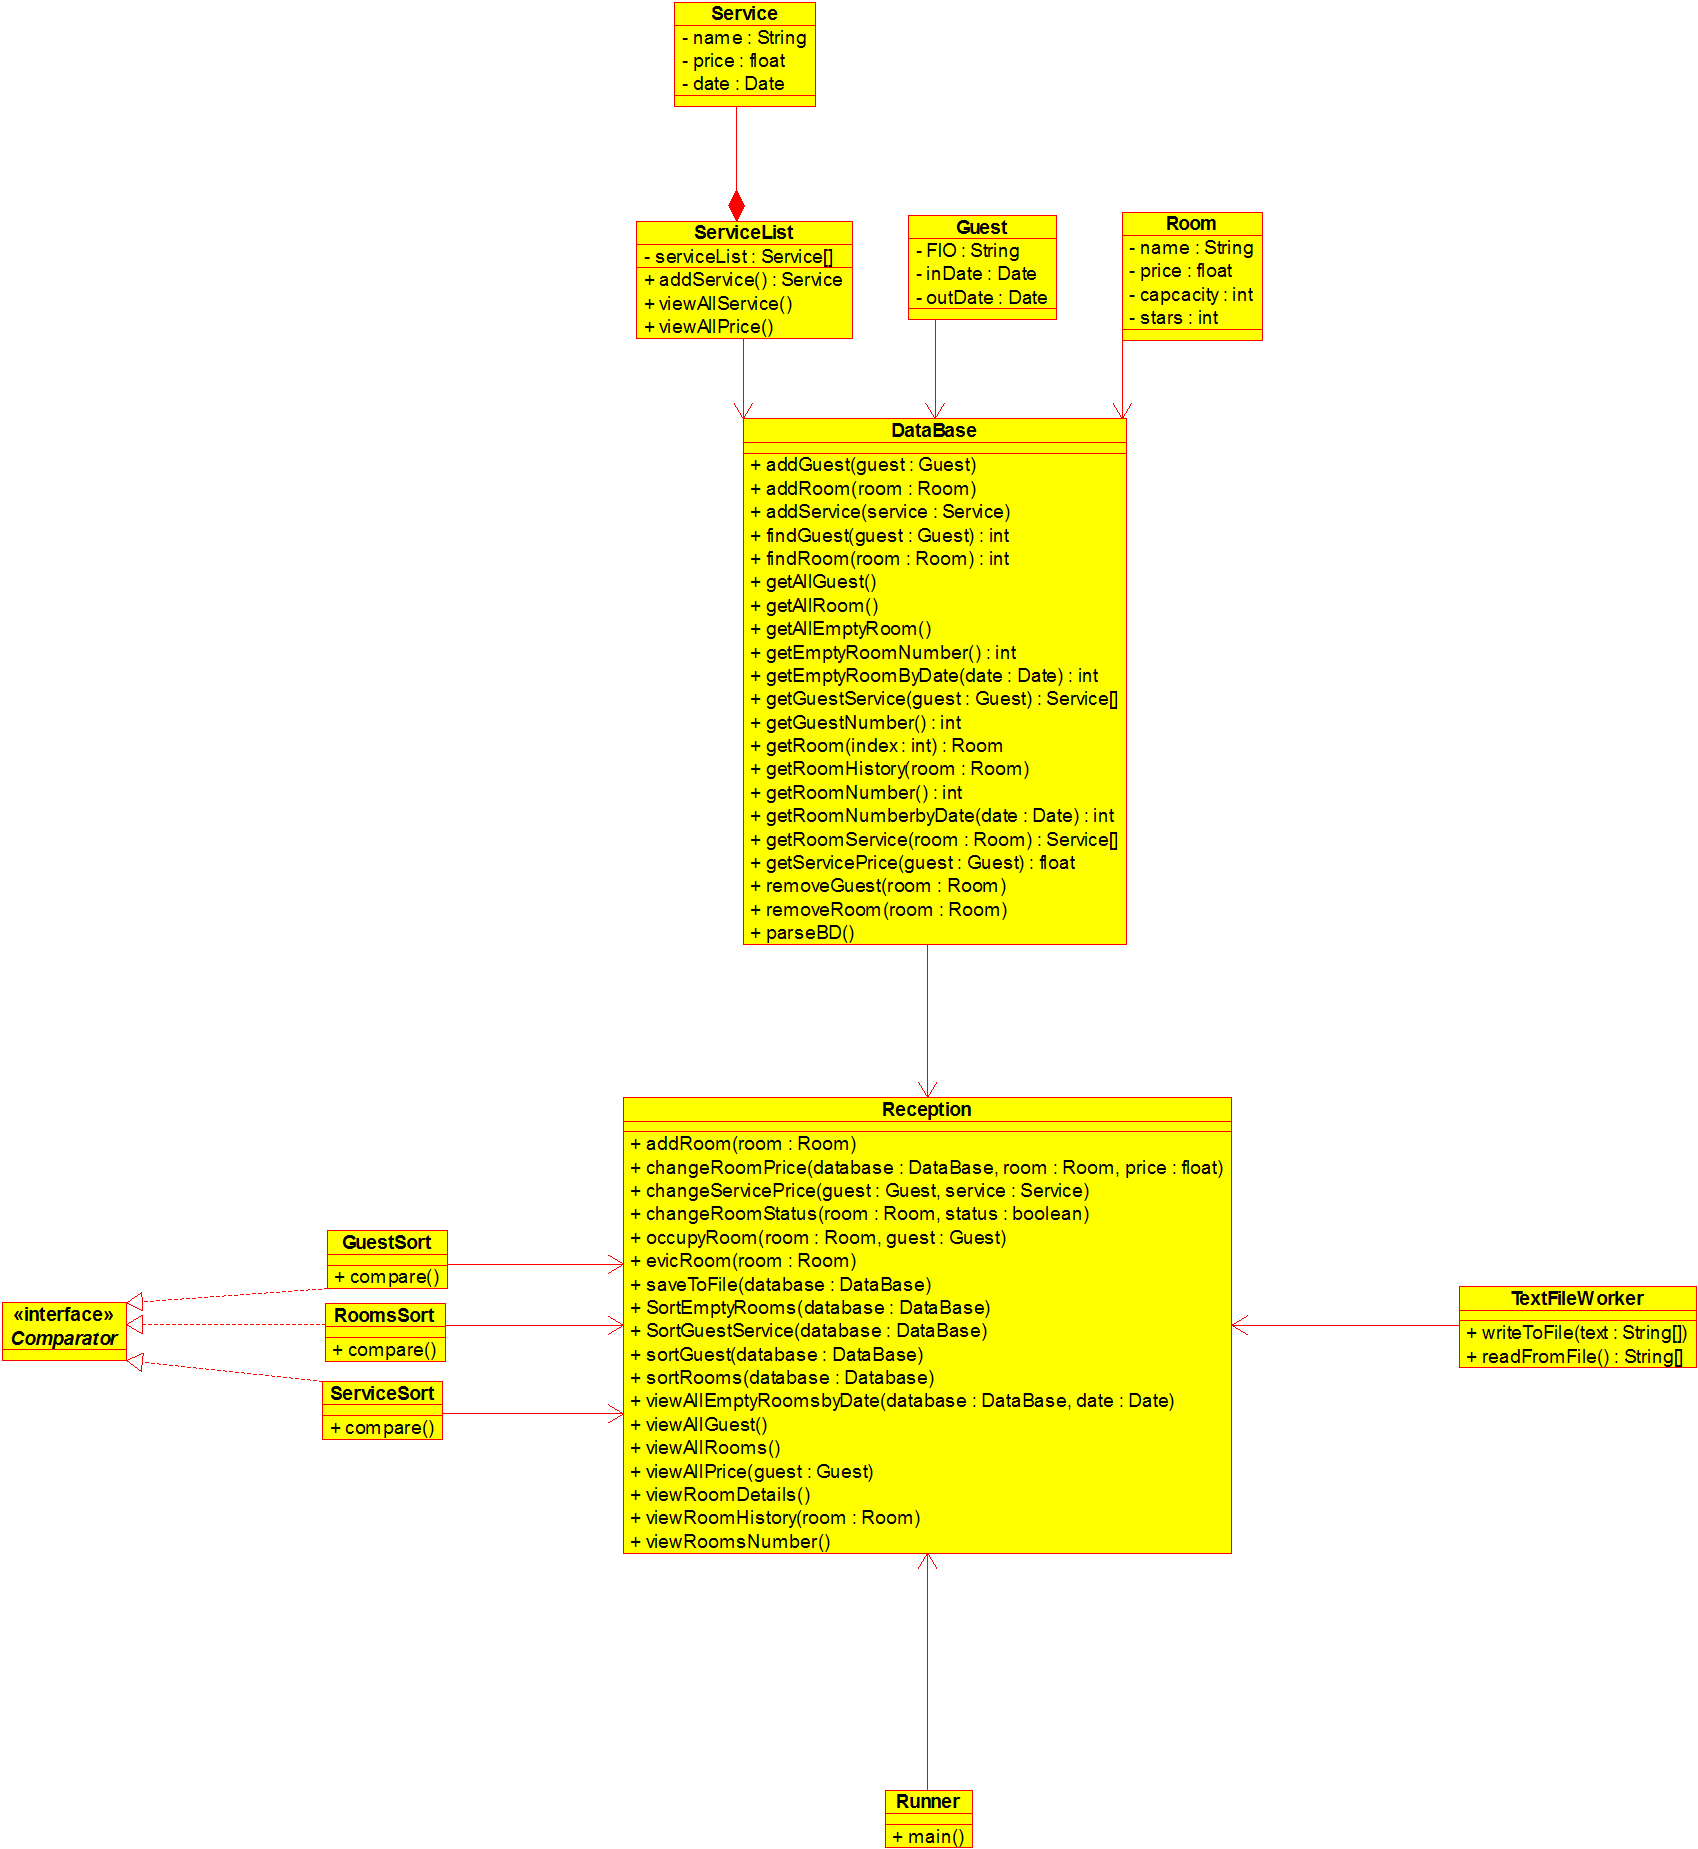 Service
- name : String
- price : float
- date : Date
ServiceList
- serviceList : Service[]
+ addService() : Service
+ viewAllService()
+ viewAllPrice()
Guest
- FIO : String
- inDate : Date
- outDate : Date
Room
- name : String
- price : float
- capcacity : int
- stars : int
DataBase
+ addGuest(guest : Guest)
+ addRoom(room : Room)
+ addService(service : Service)
+ findGuest(guest : Guest) : int
+ findRoom(room : Room) : int
+ getAllGuest()
+ getAllRoom()
+ getAllEmptyRoom()
+ getEmptyRoomNumber() : int
+ getEmptyRoomByDate(date : Date) : int
+ getGuestService(guest : Guest) : Service[]
+ getGuestNumber() : int
+ getRoom(index : int) : Room
+ getRoomHistory(room : Room)
+ getRoomNumber() : int
+ getRoomNumberbyDate(date : Date) : int
+ getRoomService(room : Room) : Service[]
+ getServicePrice(guest : Guest) : float
+ removeGuest(room : Room)
+ removeRoom(room : Room)
+ parseBD()
Reception
+ addRoom(room : Room)
+ changeRoomPrice(database : DataBase, room : Room, price : float)
+ changeServicePrice(guest : Guest, service : Service)
+ changeRoomStatus(room : Room, status : boolean)
+ occupyRoom(room : Room, guest : Guest)
+ evicRoom(room : Room)
+ saveToFile(database : DataBase)
+ SortEmptyRooms(database : DataBase)
+ SortGuestService(database : DataBase)
+ sortGuest(database : DataBase)
+ sortRooms(database : Database)
+ viewAllEmptyRoomsbyDate(database : DataBase, date : Date)
+ viewAllGuest()
+ viewAllRooms()
+ viewAllPrice(guest : Guest)
+ viewRoomDetails()
+ viewRoomHistory(room : Room)
+ viewRoomsNumber()
GuestSort
+ compare()
«interface»
Comparator
RoomsSort
+ compare()
ServiceSort
+ compare()
TextFileWorker
+ writeToFile(text : String[])
+ readFromFile() : String[]
Runner
+ main()